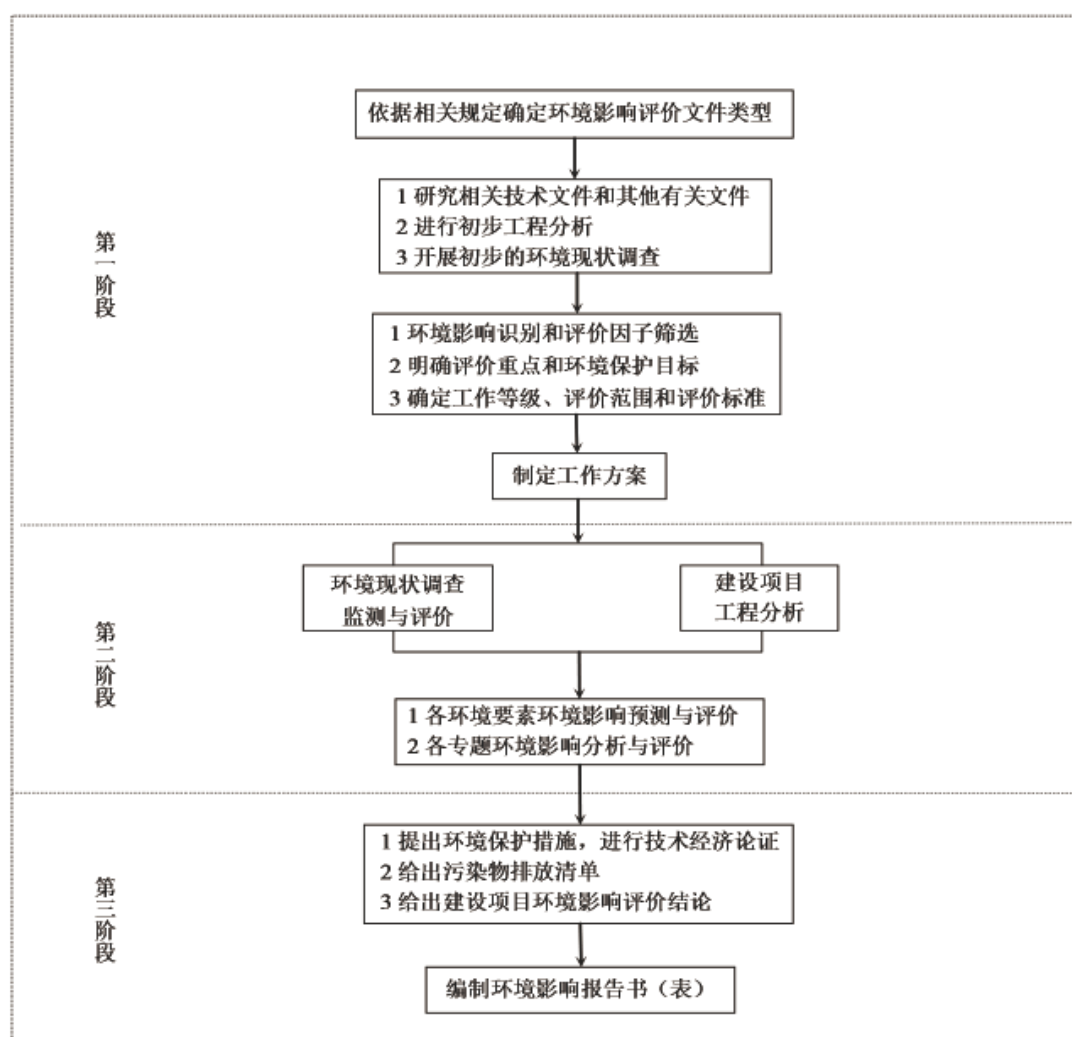 依据相关规定确定环境影响评价文件类型
1 研究相关技术文件和其他有关文件
2 进行初步工程分析
3 开展初步的环境现状调查
第一阶段
1 环境影响识别和评价因子筛选
2 明确评价重点和环境保护目标
3 确定工作等级、评价范围和评价标准
制定工作方案
环境现状调查
监测与评价
建设项目
工程分析
第二阶段
1 各环境要素环境影响预测与评价
2 各专题环境影响分析与评价
1 提出环境保护措施，进行技术经济论证
2 给出污染物排放清单
3 给出建设项目环境影响评价结论
第三阶段
编制环境影响报告书（表）